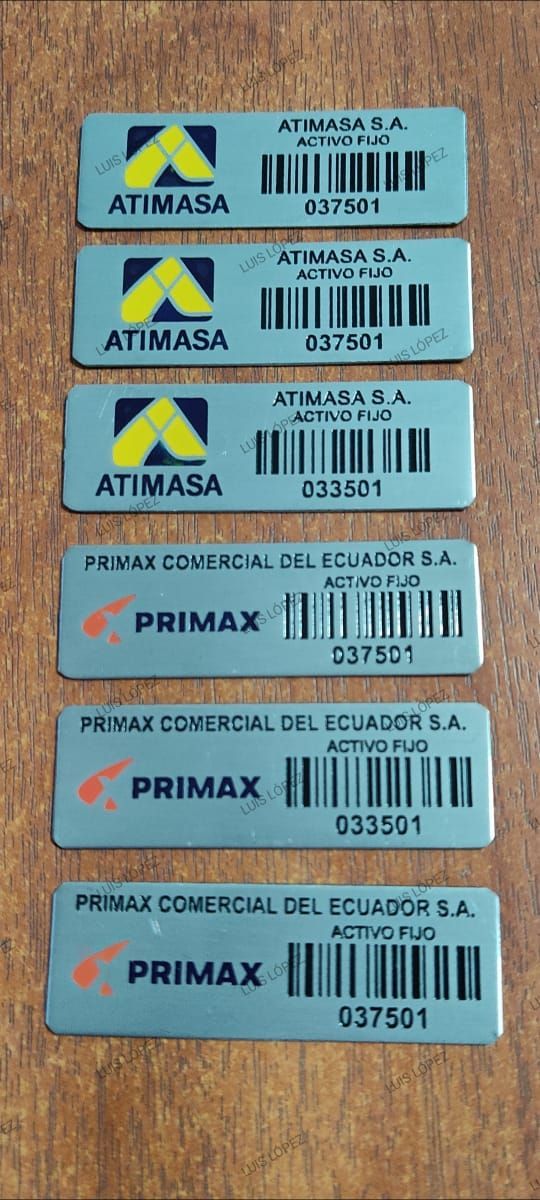 ATIMASA S.A.
ACTIVO FIJO
037501
ATIMASA
ATIMASA S.A.
ACTIVO FIJO
037501
ATIMASA
ATIMASA S.A.
ACTIVO FIJO
033501
ATIMASA
PRIMAX COMERCIAL DEL ECUADOR S.A.
ACTIVO FIJO
PRIMAX
037501
PRIMAX COMERCIAL DEL ECUADOR S.A.
ACTIVO FIJO
PRIMAX
033501
PRIMAX COMERCIAL DEL ECUADOR S.A.
ACTIVO FIJO
PRIMAX
037501
LUIS LÓPEZ